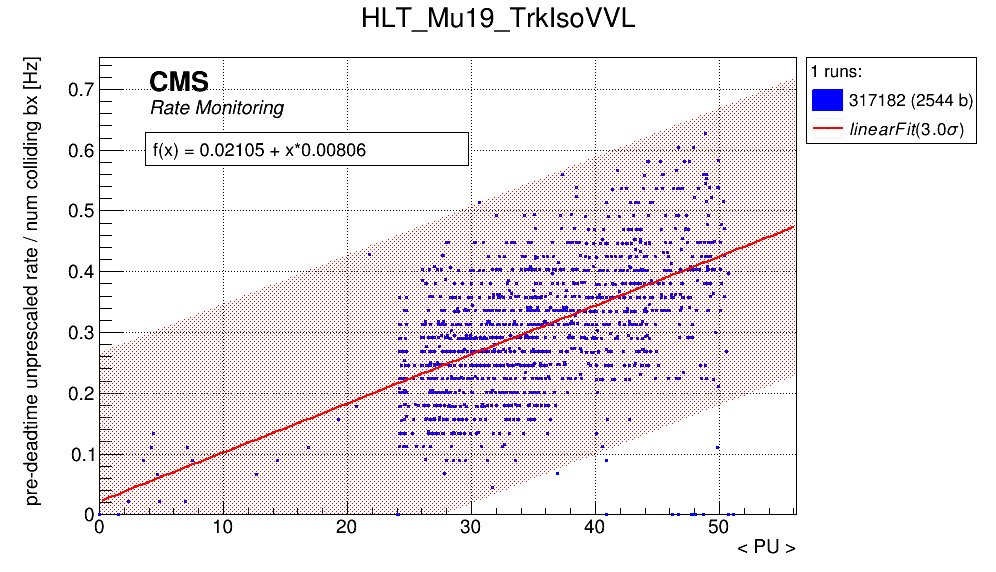 HLT_Mu19_TrkIsoVVL
pre-deadtime unprescaled rate / num colliding bx [Hz]
CMS
Rate Monitoring
f(x) = 0.02105 + x*0.00806
0.7
0.6
0.5
0.4
0.3
0.2
0.1
0
0 10 20 30 40 50
< PU >
1 runs:
317182 (2544 b)
linearFit(3.0σ)